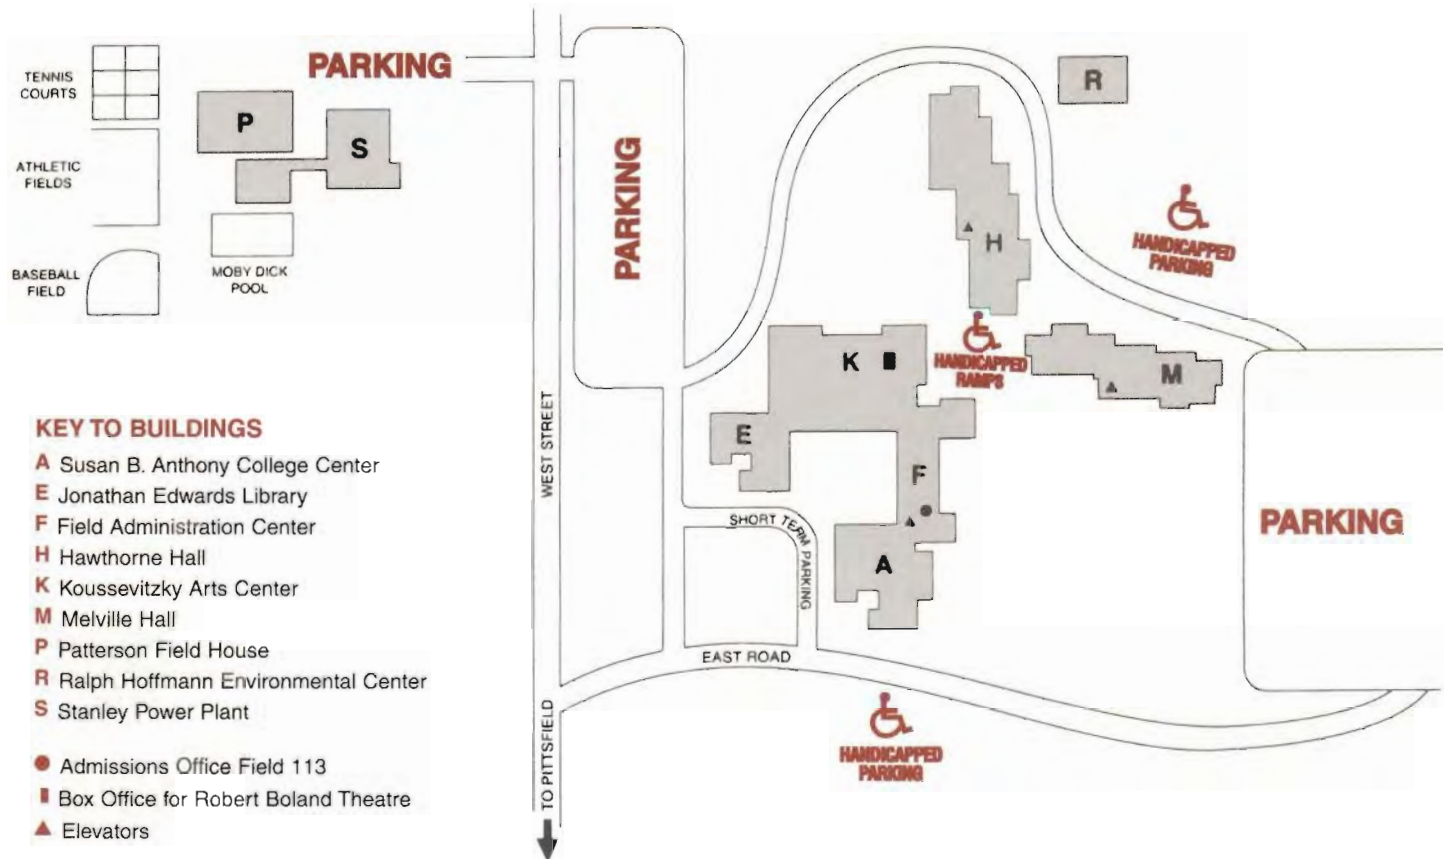 TENNIS
COURTS
PARKING
P
S
ATHLETIC
FIELDS
BASEBALL
FIELD
MOBY DICK
POOL
PARKING
WEST STREET
TO PITTSFIELD
R
H
HANDICAPPED
PARKING
HANDICAPPED
RAMPS
K
M
E
F
A
SHORT TERM PARKING
EAST ROAD
PARKING
HANDICAPPED
PARKING
KEY TO BUILDINGS
A Susan B. Anthony College Center
E Jonathan Edwards Library
F Field Administration Center
H Hawthorne Hall
K Koussevitzky Arts Center
M Melville Hall
P Patterson Field House
R Ralph Hoffmann Environmental Center
S Stanley Power Plant
Admissions Office Field 113
Box Office for Robert Boland Theatre
Elevators